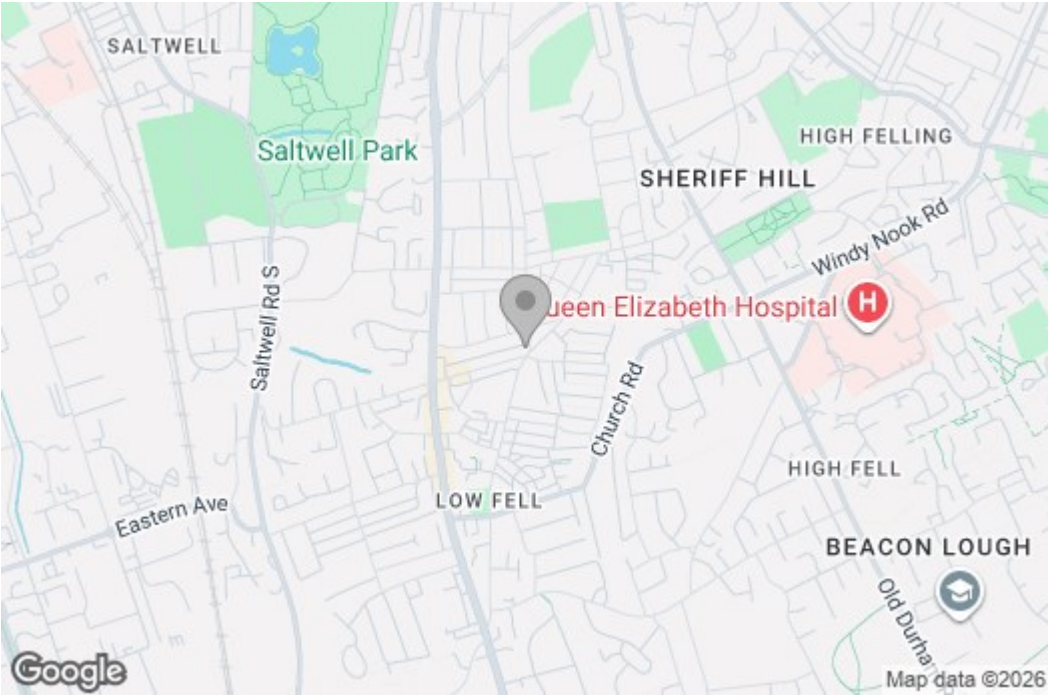 SALTWELL
HIGH FELLING
Saltwell Park
SHERIFF HILL
Windy Nook Rd
Saltwell Rd S
ueen Elizabeth Hospital
H
Church Rd
HIGH FELL
LOW FELL
Eastern Ave
BEACON LOUGH
Old Durha
Google
Map data ©2026